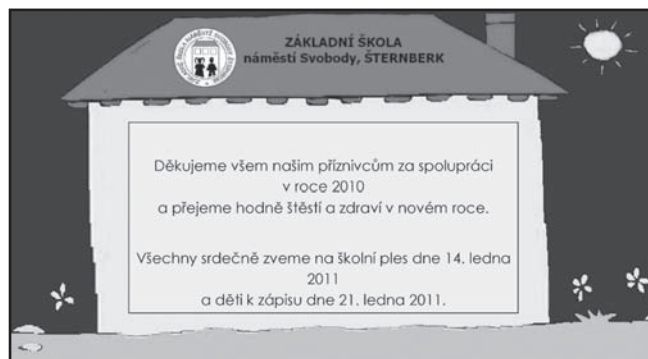 ZÁKLADNÍ ŠKOLA
náměstí Svobody, ŠTERNBERK
Děkujeme všem našim příznivcům za spolupráci
v roce 2010
a přejeme hodně štěstí a zdraví v novém roce.
Všechny srdečně zveme na školní ples dne 14. ledna
2011
a děti k zápisu dne 21. ledna 2011.